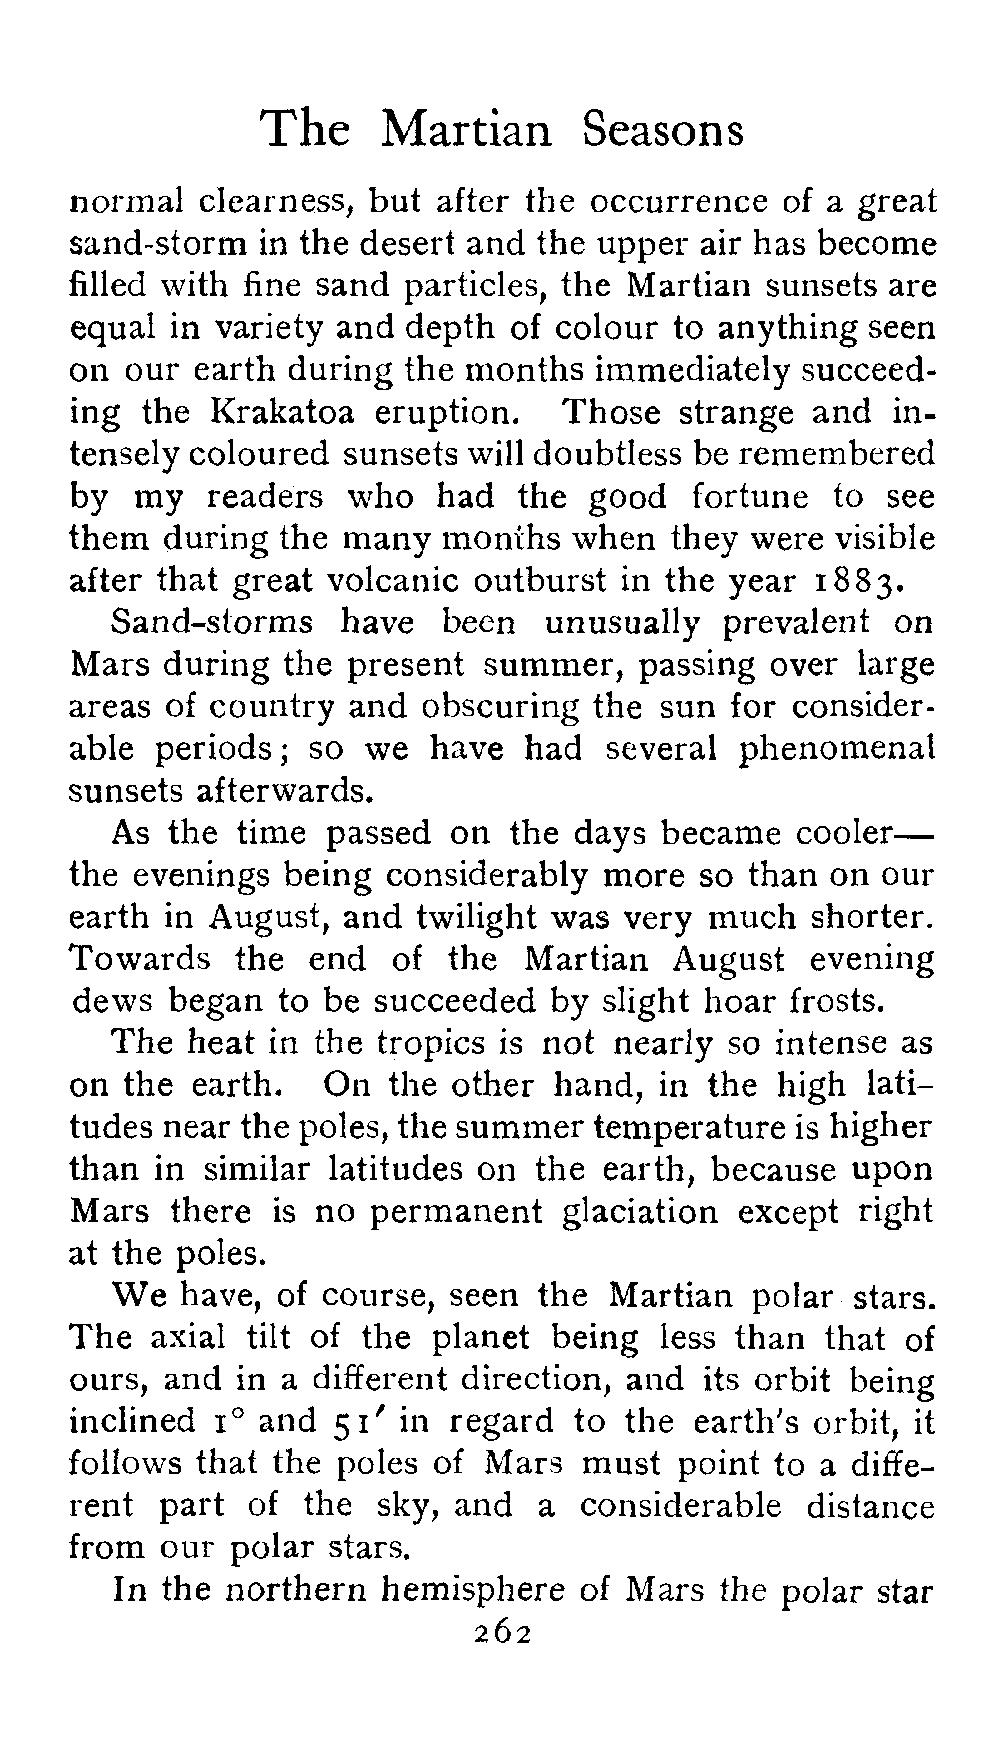 The Martian Seasons
normal clearness, but after the occurrence of a great
sand-storm in the desert and the upper air has become
filled with fine sand particles, the Martian sunsets are
equal in variety and depth of colour to anything seen
on our earth during the months immediately succeed-
ing the Krakatoa eruption. Those strange and in-
tensely coloured sunsets will doubtless be remembered
by my readers who had the good fortune to see
them during the many months when they were visible
after that great volcanic outburst in the year 1883.
Sand-storms have been unusually prevalent on
Mars during the present summer, passing over large
areas of country and obscuring the sun for consider-
able periods; so we have had several phenomenal
sunsets afterwards.
As the time passed on the days became cooler—
the evenings being considerably more so than on our
earth in August, and twilight was very much shorter.
Towards the end of the Martian August evening
dews began to be succeeded by slight hoar frosts.
The heat in the tropics is not nearly so intense as
on the earth. On the other hand, in the high lati-
tudes near the poles, the summer temperature is higher
than in similar latitudes on the earth, because upon
Mars there is no permanent glaciation except right
at the poles.
We have, of course, seen the Martian polar stars.
The axial tilt of the planet being less than that of
ours, and in a different direction, and its orbit being
inclined 1° and 51′ in regard to the earth's orbit, it
follows that the poles of Mars must point to a diffe-
rent part of the sky, and a considerable distance
from our polar stars.
In the northern hemisphere of Mars the polar star
262